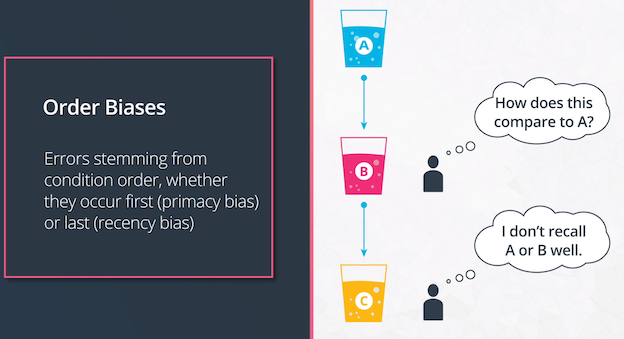 Order Biases
Errors stemming from
condition order, whether
they occur first (primacy bias)
or last (recency bias)
A
How does this
compare to A?
B
I don’t recall
A or B well.
C